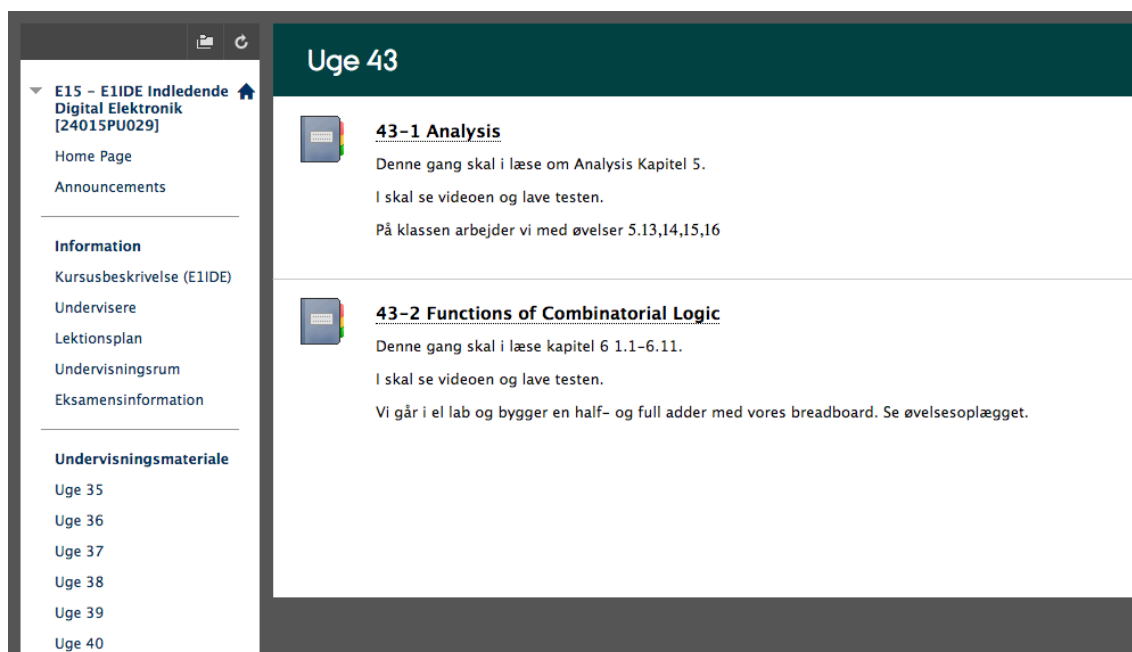 E15 - E1IDE Indledende
Digital Elektronik
[24015PU029]
Home Page
Announcements
Information
Kursusbeskrivelse (E1IDE)
Undervisere
Lektionsplan
Undervisningsrum
Eksamensinformation
Undervisningsmateriale
Uge 35
Uge 36
Uge 37
Uge 38
Uge 39
Uge 40
Uge 43
43-1 Analysis
Denne gang skal i læse om Analysis Kapitel 5.
I skal se videoen og lave testen.
På klassen arbejder vi med øvelser 5.13,14,15,16
43-2 Functions of Combinatorial Logic
Denne gang skal i læse kapitel 6 1.1-6.11.
I skal se videoen og lave testen.
Vi går i el lab og bygger en half- og full adder med vores breadboard. Se øvelsesoplægget.